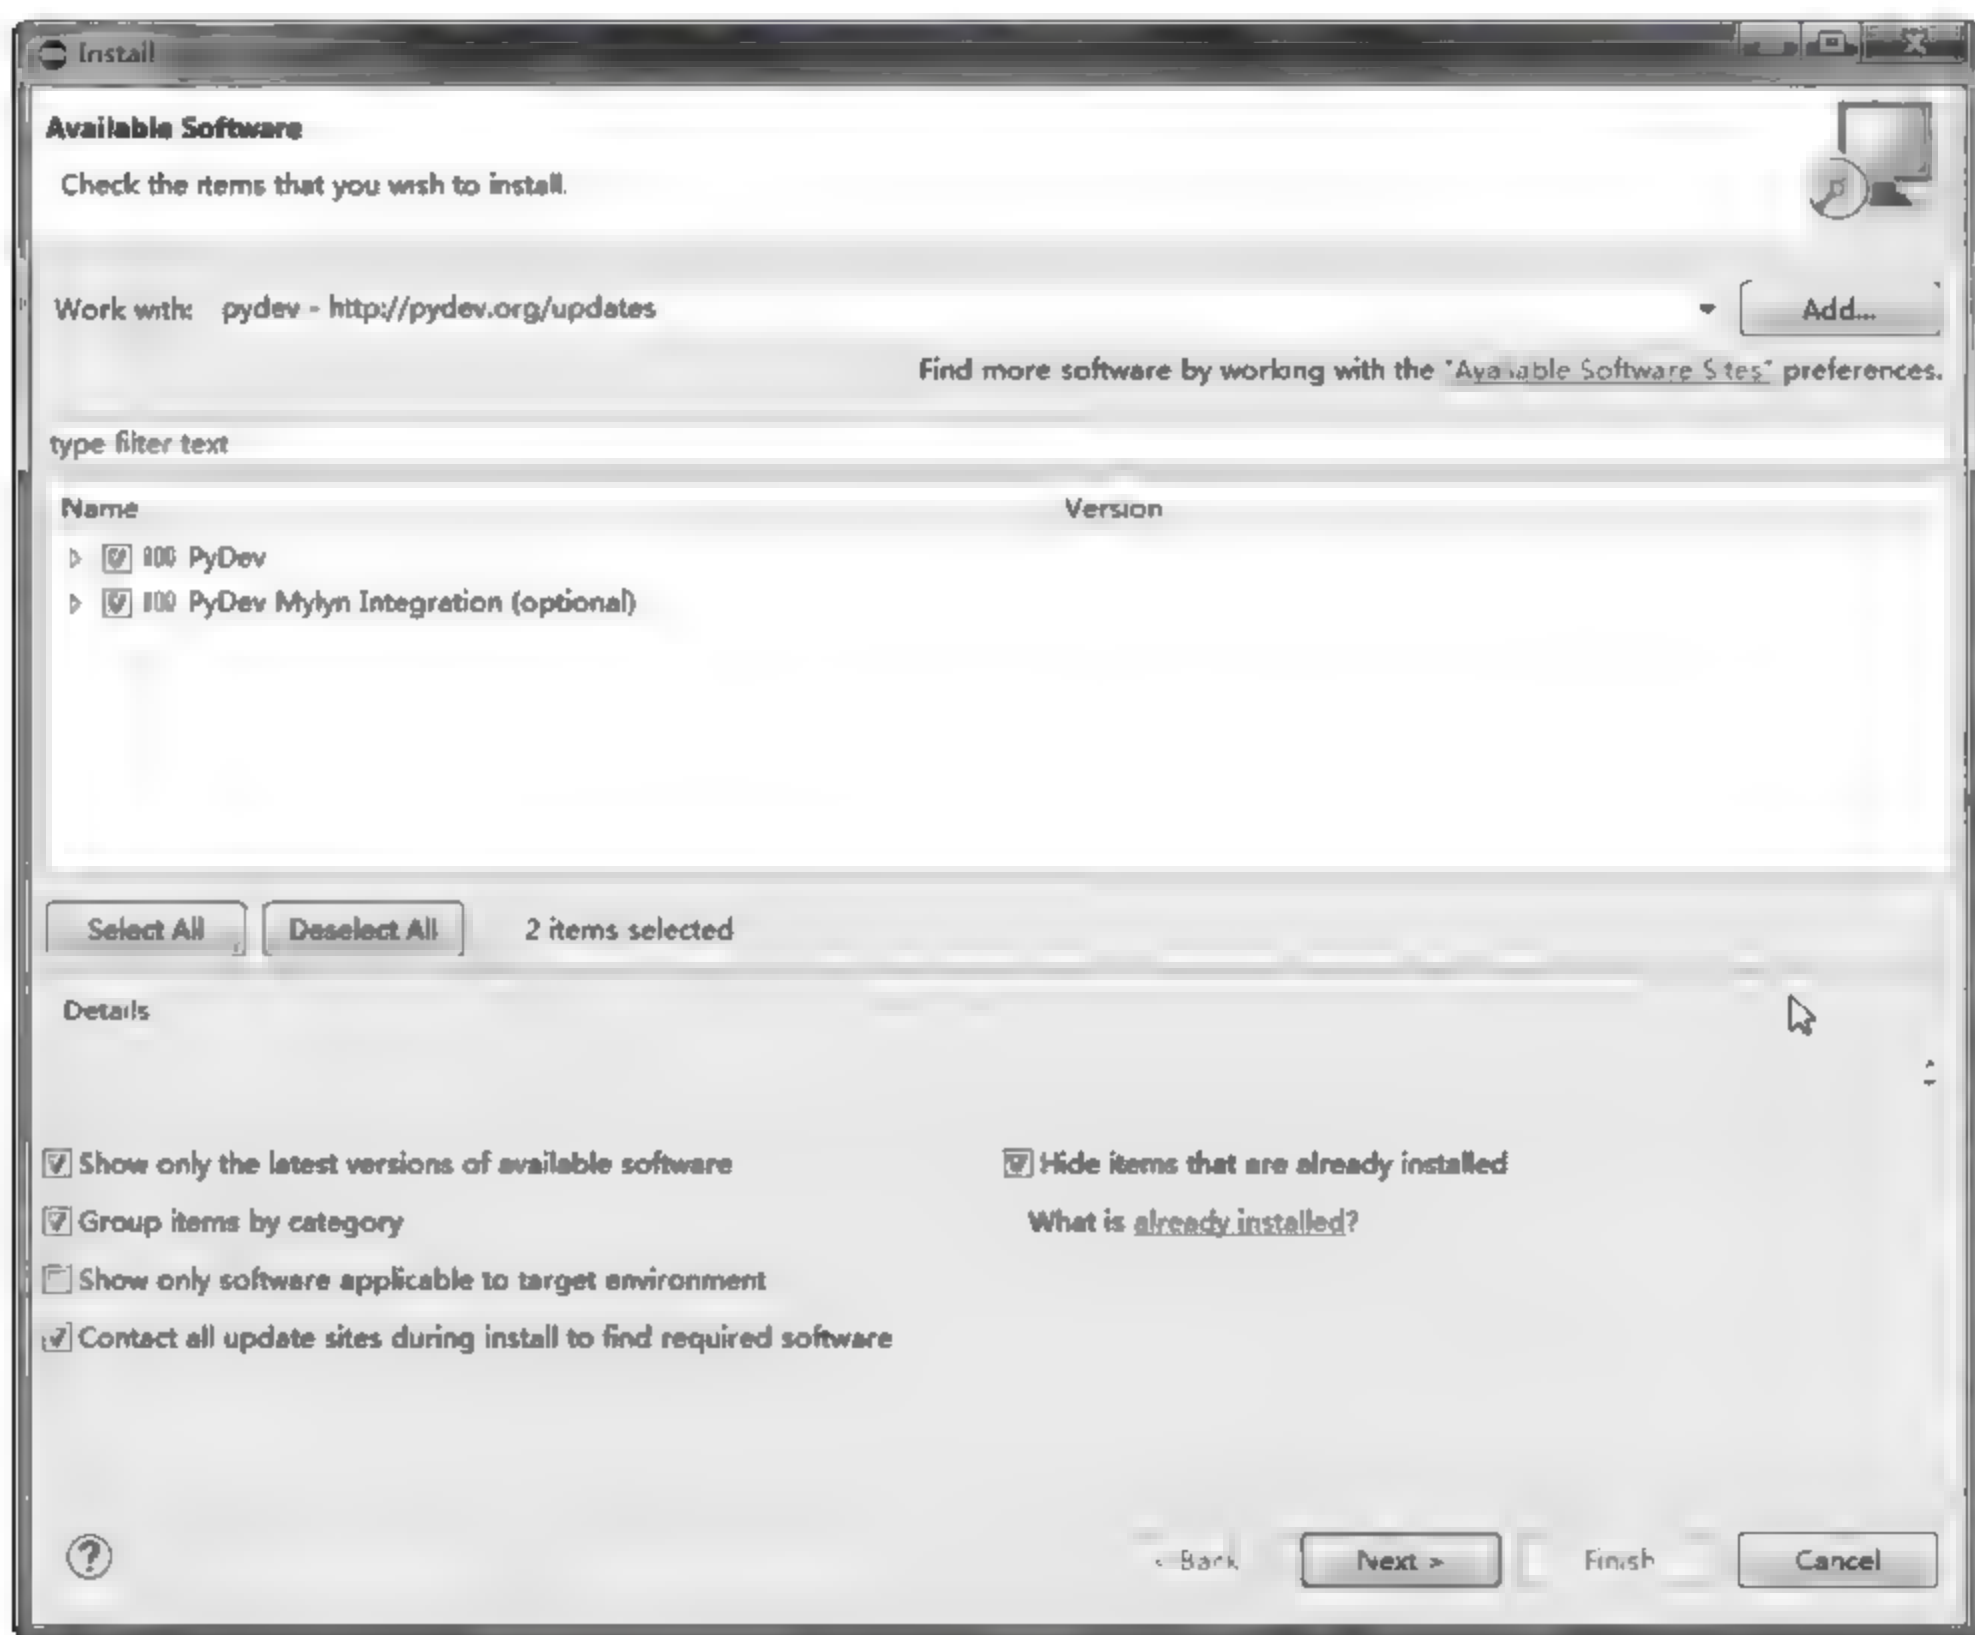 Install
Available Software
Check the items that you wish to install.
Work with: pydev - http://pydev.org/updates
Add...
Find more software by working with the "Available Software Sites" preferences.
type filter text
Name Version
PyDev
PyDev Mylyn Integration (optional)
Select All Deselect All 2 items selected
Details
Show only the latest versions of available software Hide items that are already installed
Group items by category What is already installed?
Show only software applicable to target environment
Contact all update sites during install to find required software
? < Back Next > Finish Cancel